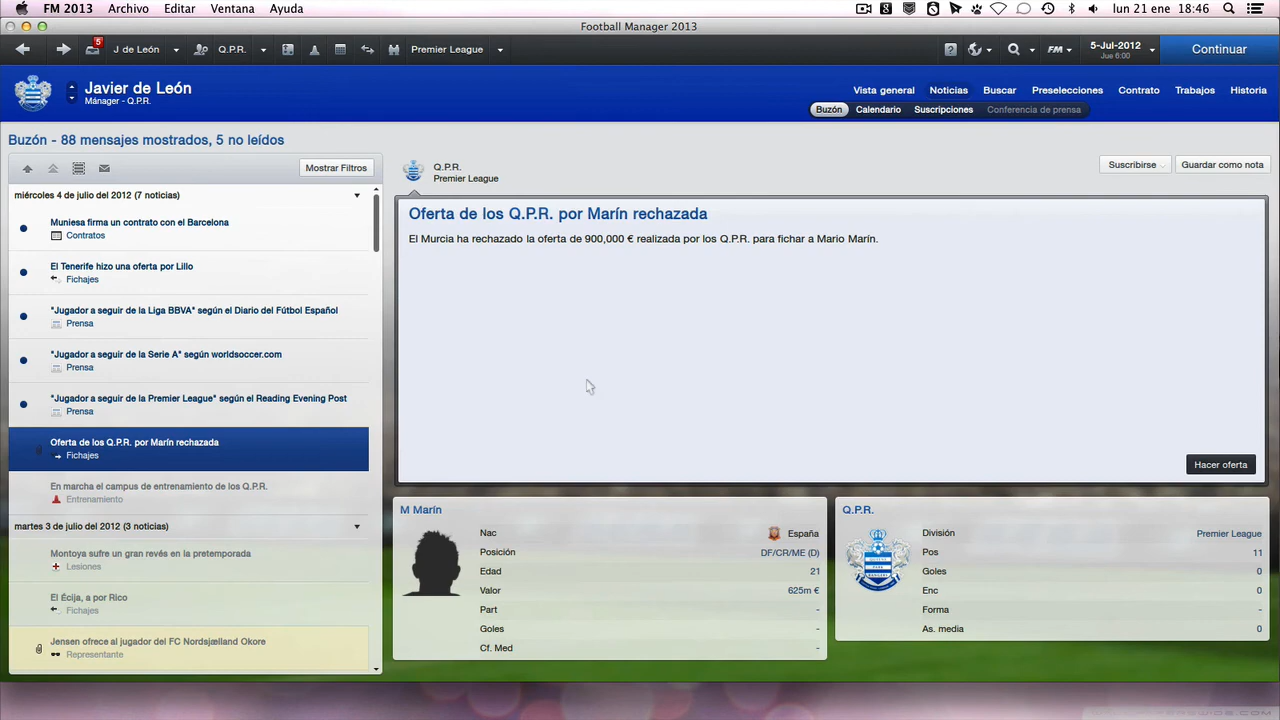 FM 2013 Archivo Editar Ventana Ayuda lun 21 ene 18:46
Football Manager 2013
5 J de León Q.P.R. Premier League ? FM 5-Jul-2012 Continuar
Jue 6:00
Javier de León
Mánager - Q.P.R.
Vista general Noticias Buscar Preselecciones Contrato Trabajos Historia
Buzón Calendario Suscripciones Conferencia de prensa
Buzón - 88 mensajes mostrados, 5 no leídos
Mostrar Filtros
miércoles 4 de julio del 2012 (7 noticias)
Muniesa firma un contrato con el Barcelona
Contratos
El Tenerife hizo una oferta por Lillo
Fichajes
"Jugador a seguir de la Liga BBVA" según el Diario del Fútbol Español
Prensa
"Jugador a seguir de la Serie A" según worldsoccer.com
Prensa
"Jugador a seguir de la Premier League" según el Reading Evening Post
Prensa
Oferta de los Q.P.R. por Marín rechazada
Fichajes
En marcha el campus de entrenamiento de los Q.P.R.
Entrenamiento
martes 3 de julio del 2012 (3 noticias)
Montoya sufre un gran revés en la pretemporada
Lesiones
El Écija, a por Rico
Fichajes
Jensen ofrece al jugador del FC Nordsjælland Okore
Representante
Q.P.R.
Premier League
Suscribirse Guardar como nota
Oferta de los Q.P.R. por Marín rechazada
El Murcia ha rechazado la oferta de 900,000 € realizada por los Q.P.R. para fichar a Mario Marín.
Hacer oferta
M Marín
Nac España
Posición DF/CR/ME (D)
Edad 21
Valor 625m €
Part -
Goles -
Cf. Med -
Q.P.R.
División Premier League
Pos 11
Goles 0
Enc 0
Forma -
As. media 0